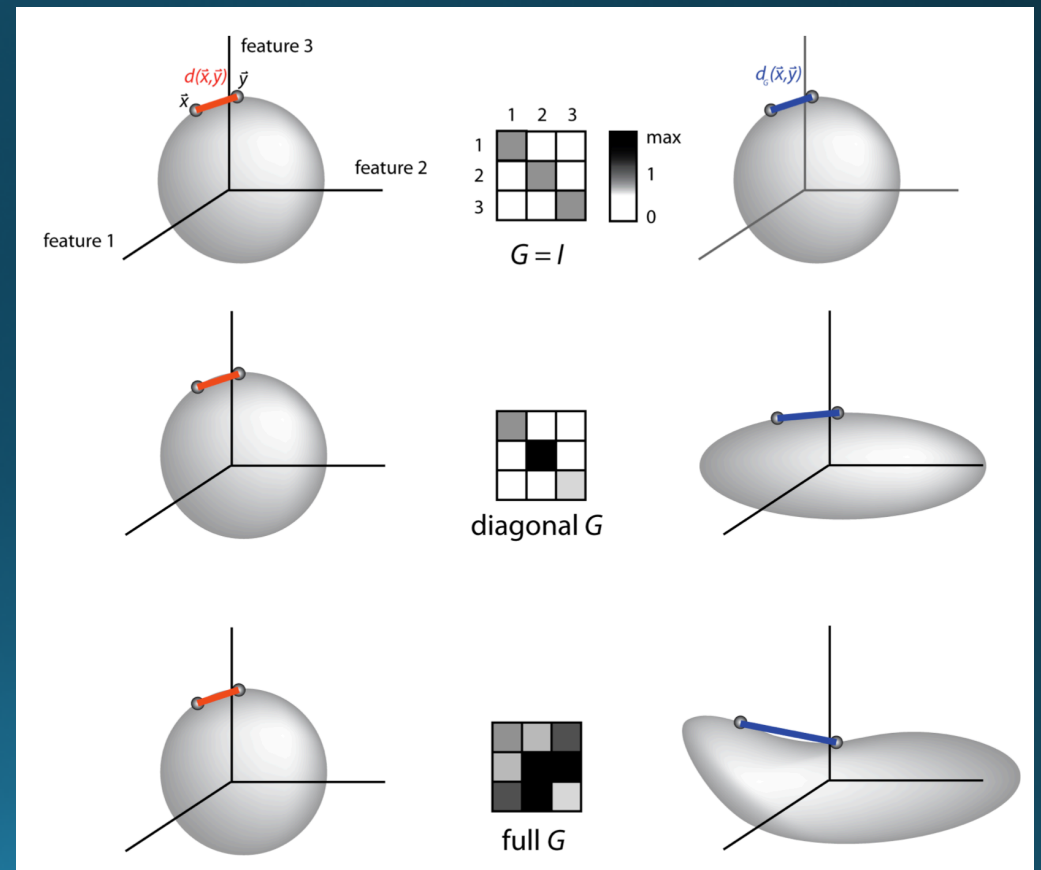 feature 3
d(x⃗,y⃗)
y⃗
x⃗
feature 2
feature 1
1 2 3
1
2
3
max
1
0
G = I
d_G(x⃗,y⃗)
diagonal G
full G